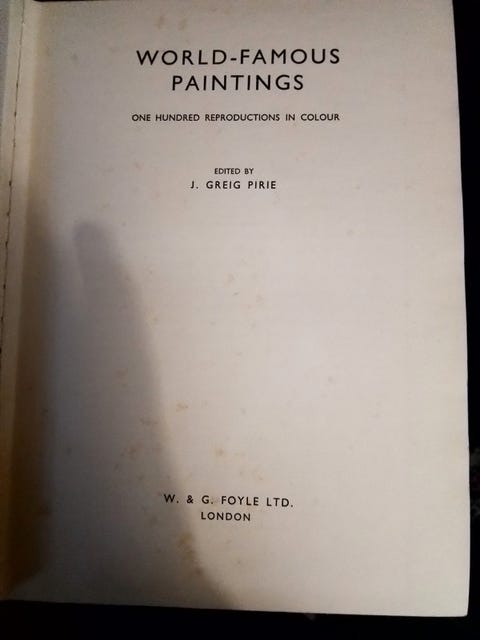 WORLD-FAMOUS
PAINTINGS
ONE HUNDRED REPRODUCTIONS IN COLOUR
EDITED BY
J. GREIG PIRIE
W. & G. FOYLE LTD.
LONDON